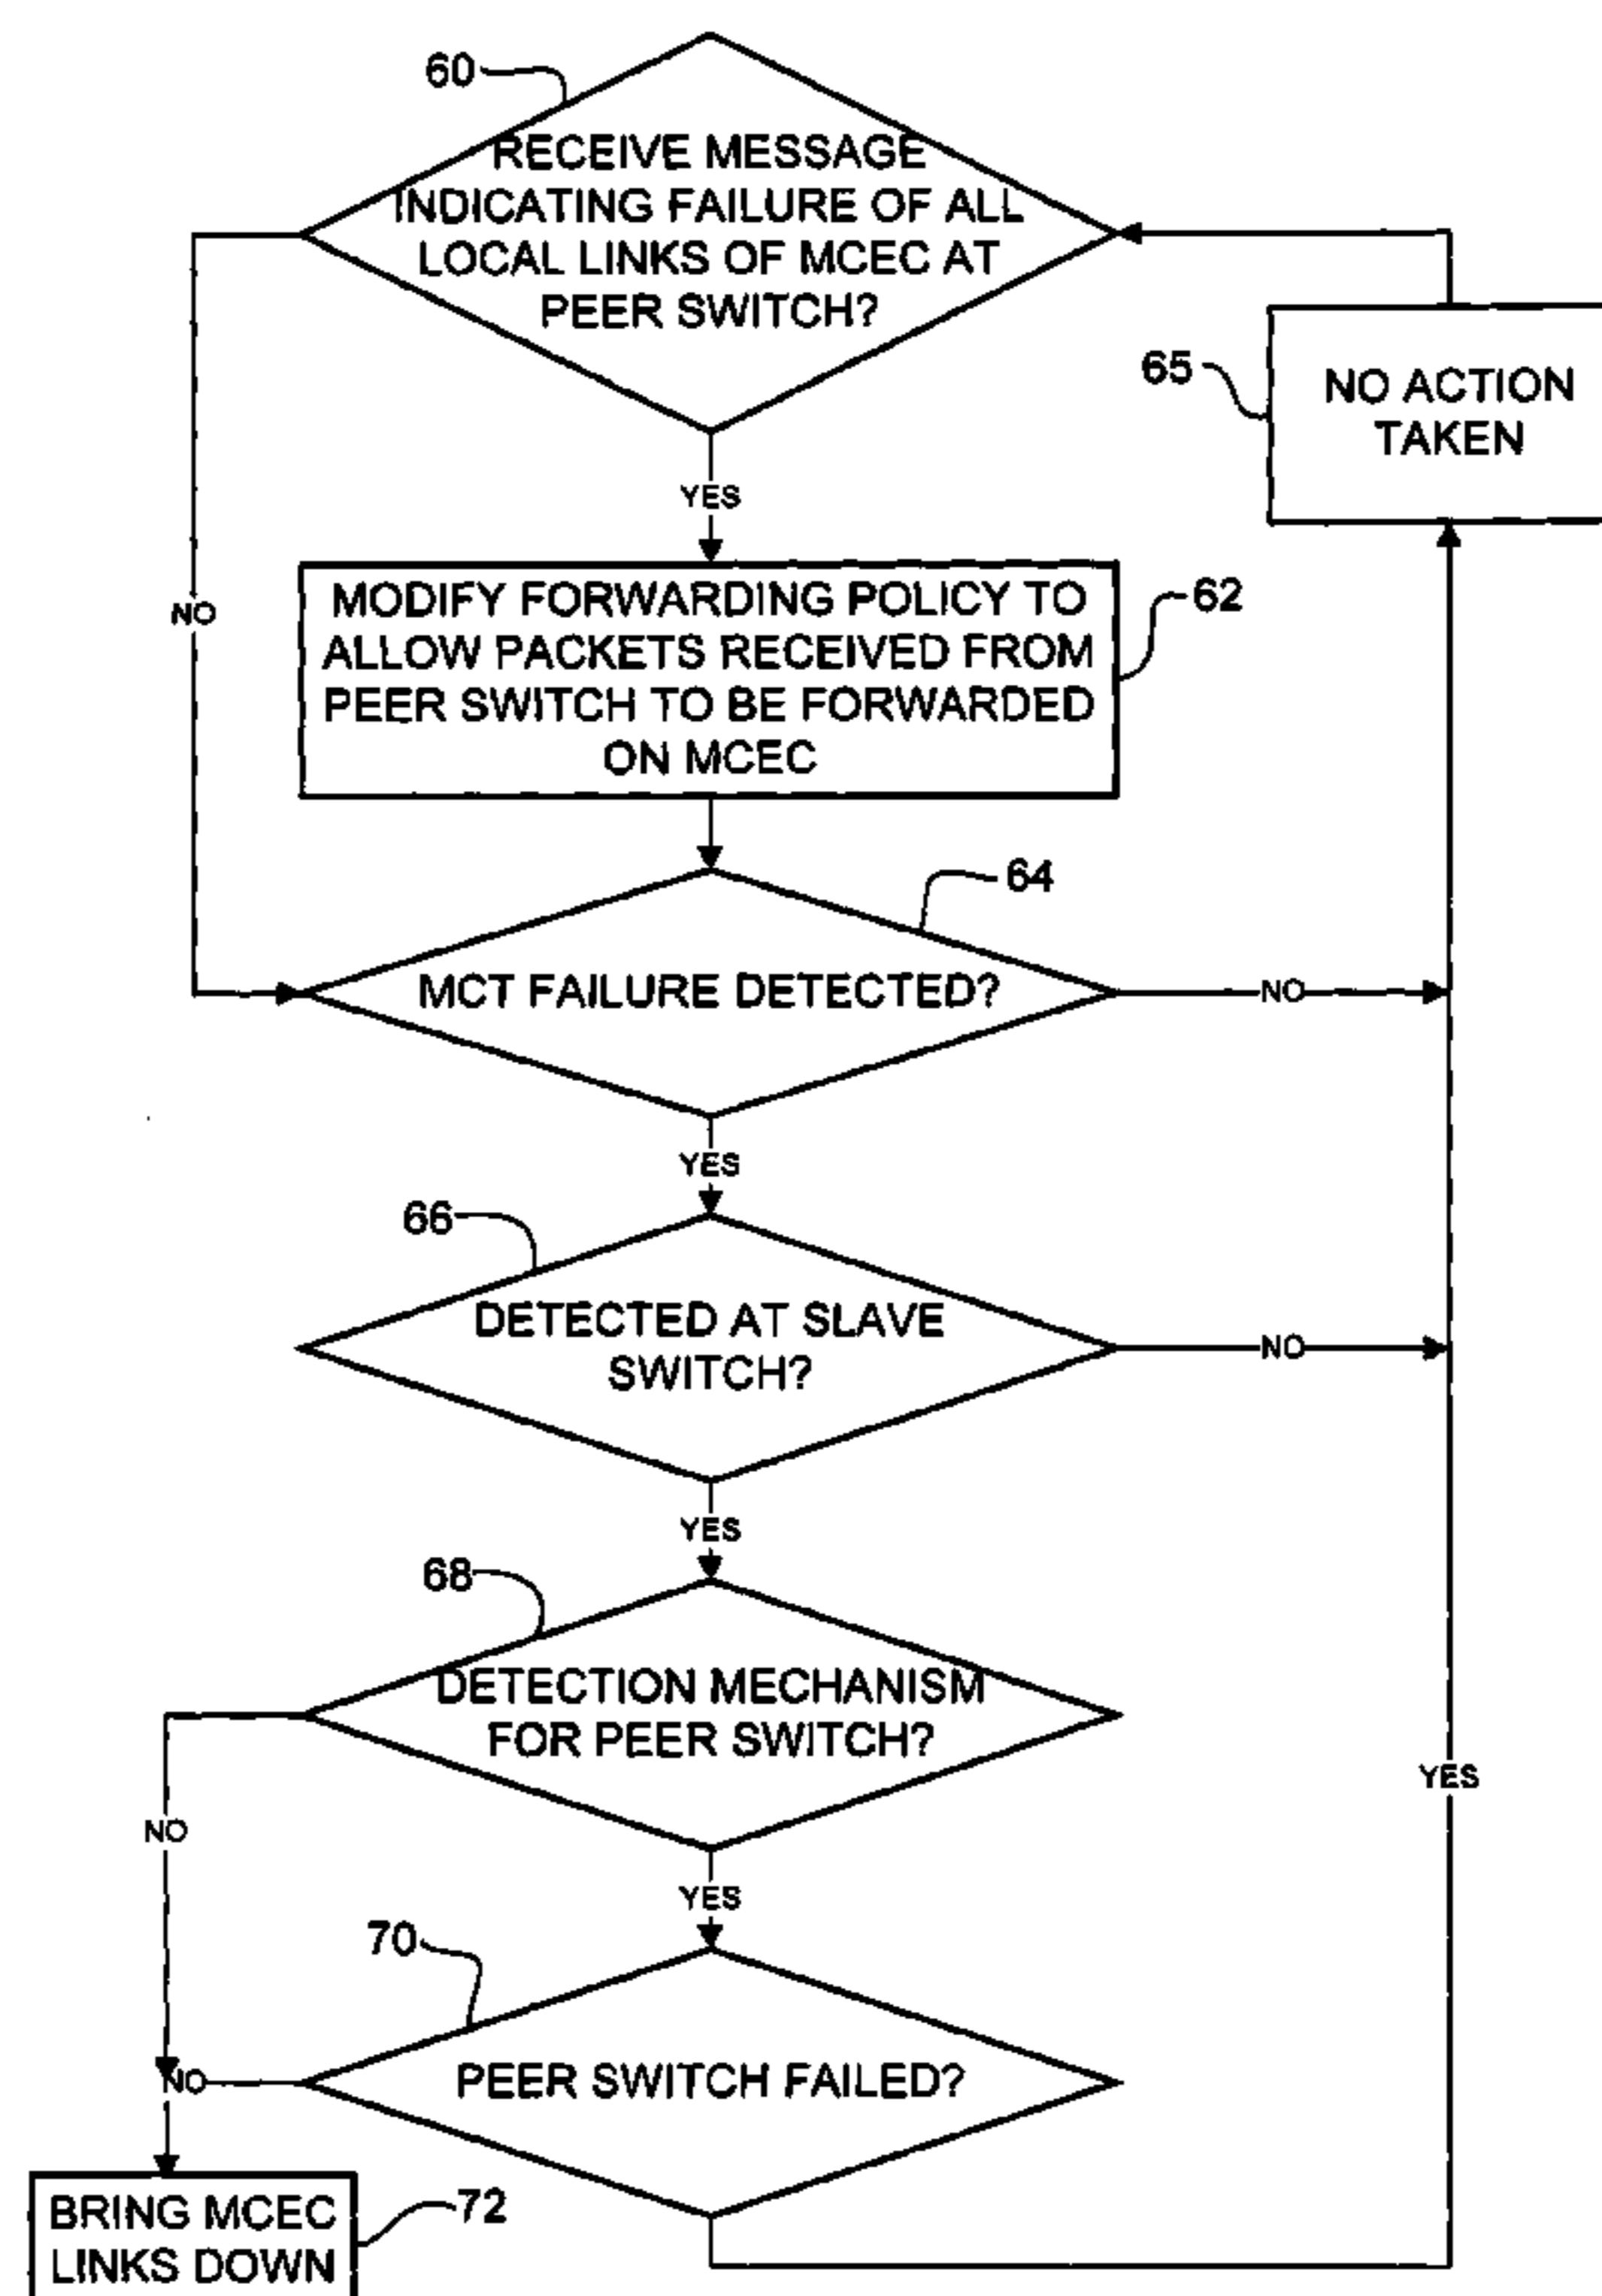 60
RECEIVE MESSAGE
INDICATING FAILURE OF ALL
LOCAL LINKS OF MCEC AT
PEER SWITCH?
65
NO ACTION
TAKEN
YES
NO
MODIFY FORWARDING POLICY TO
ALLOW PACKETS RECEIVED FROM
PEER SWITCH TO BE FORWARDED
ON MCEC
62
64
MCT FAILURE DETECTED?
NO
YES
66
DETECTED AT SLAVE
SWITCH?
NO
YES
68
DETECTION MECHANISM
FOR PEER SWITCH?
YES
NO
YES
70
PEER SWITCH FAILED?
NO
BRING MCEC
LINKS DOWN
72